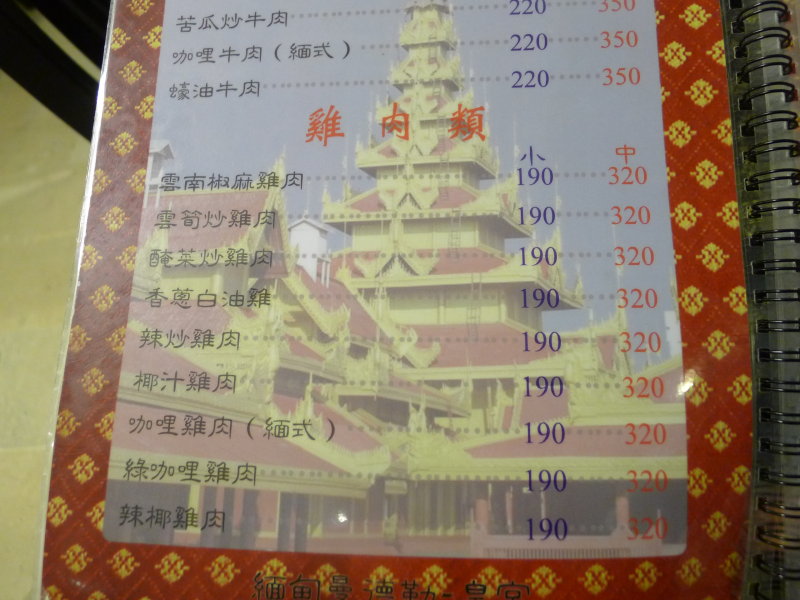 苦瓜炒牛肉 220 350
咖哩牛肉（緬式） 220 350
蠔油牛肉 220 350
雞肉類
小 中
雲南椒麻雞肉 190 320
雲筍炒雞肉 190 320
醃菜炒雞肉 190 320
香蔥白油雞 190 320
辣炒雞肉 190 320
椰汁雞肉 190 320
咖哩雞肉（緬式） 190 320
綠咖哩雞肉 190 320
辣椰雞肉 190 320
緬甸曼德勒-皇宮